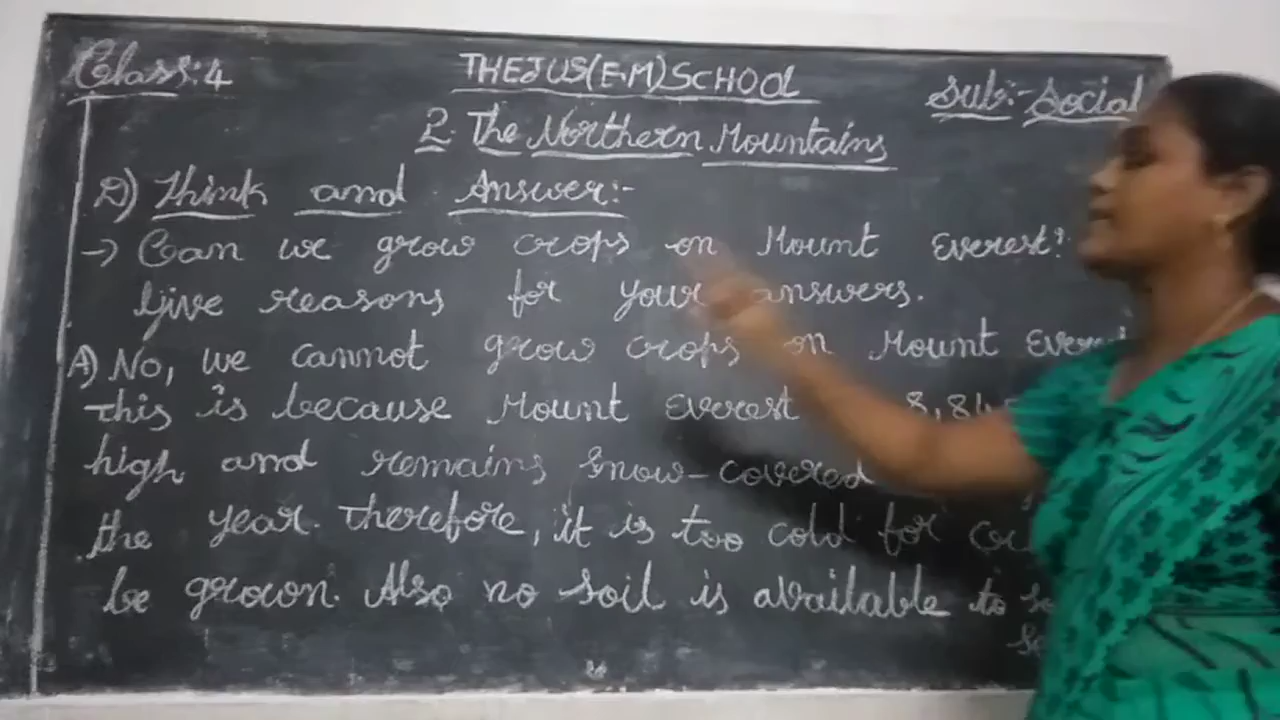 Class:4
THEJUS(E.M)SCHOOL
Sub:-Social
2. The Northern Mountains
D) Think and Answer:-
→ Can we grow crops on Mount Everest?
Give reasons for your answers.
A) No, we cannot grow crops on Mount
this is because Mount Everest
high and remains snow-covered
the year. Therefore, it is too cold for
be grown. Also no soil is available to